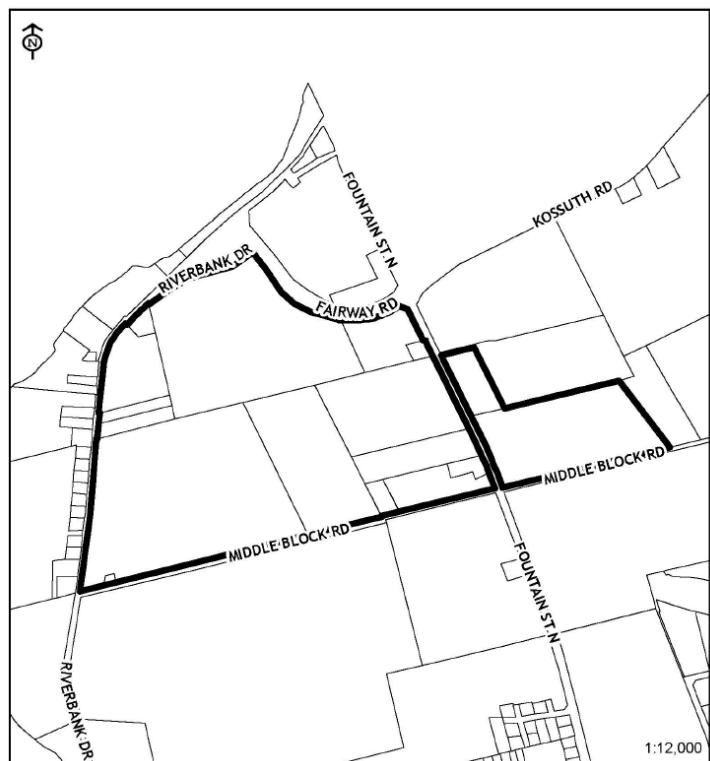 N
FOUNTAIN ST. N
KOSSUTH RD
RIVERBANK DR
FAIRWAY RD
MIDDLE BLOCK RD
MIDDLE BLOCK RD
FOUNTAIN ST. N
RIVERBANK DR
1:12,000